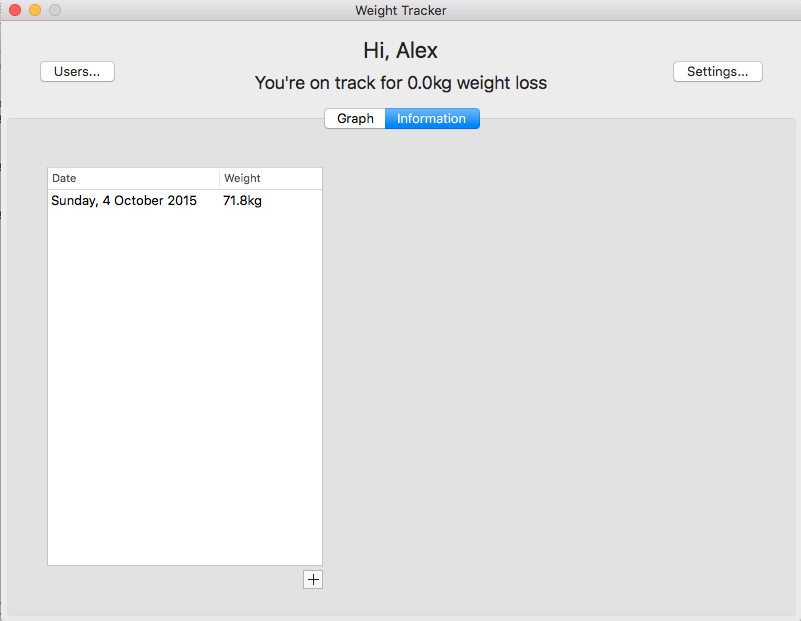 Weight Tracker
Hi, Alex
Users...
Settings...
You're on track for 0.0kg weight loss
Graph Information
Date Weight
Sunday, 4 October 2015 71.8kg
+